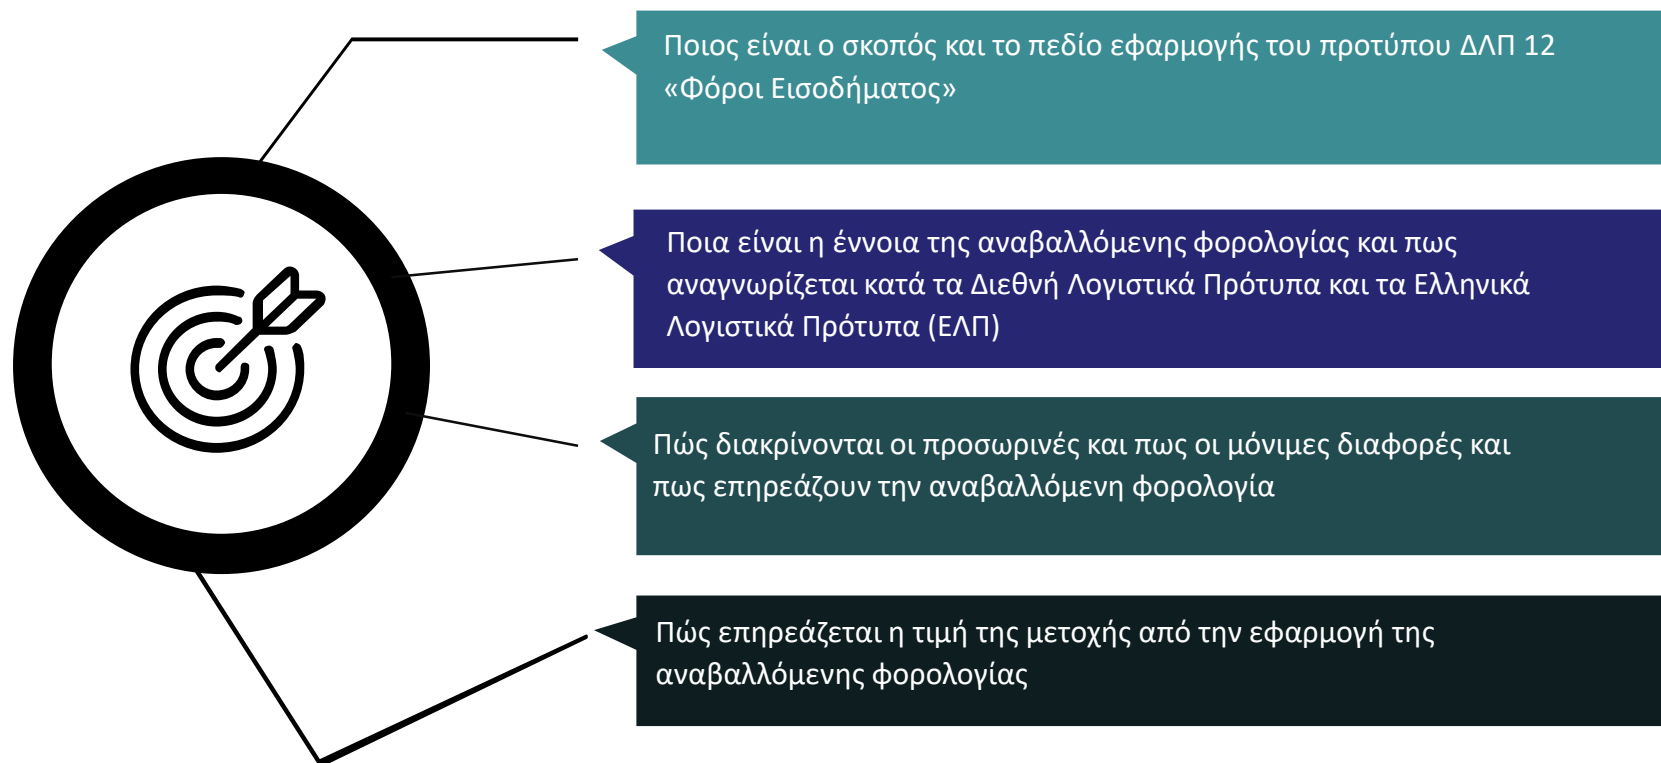 Ποιος είναι ο σκοπός και το πεδίο εφαρμογής του προτύπου ΔΛΠ 12
«Φόροι Εισοδήματος»
Ποια είναι η έννοια της αναβαλλόμενης φορολογίας και πως
αναγνωρίζεται κατά τα Διεθνή Λογιστικά Πρότυπα και τα Ελληνικά
Λογιστικά Πρότυπα (ΕΛΠ)
Πώς διακρίνονται οι προσωρινές και πως οι μόνιμες διαφορές και
πως επηρεάζουν την αναβαλλόμενη φορολογία
Πώς επηρεάζεται η τιμή της μετοχής από την εφαρμογή της
αναβαλλόμενης φορολογίας